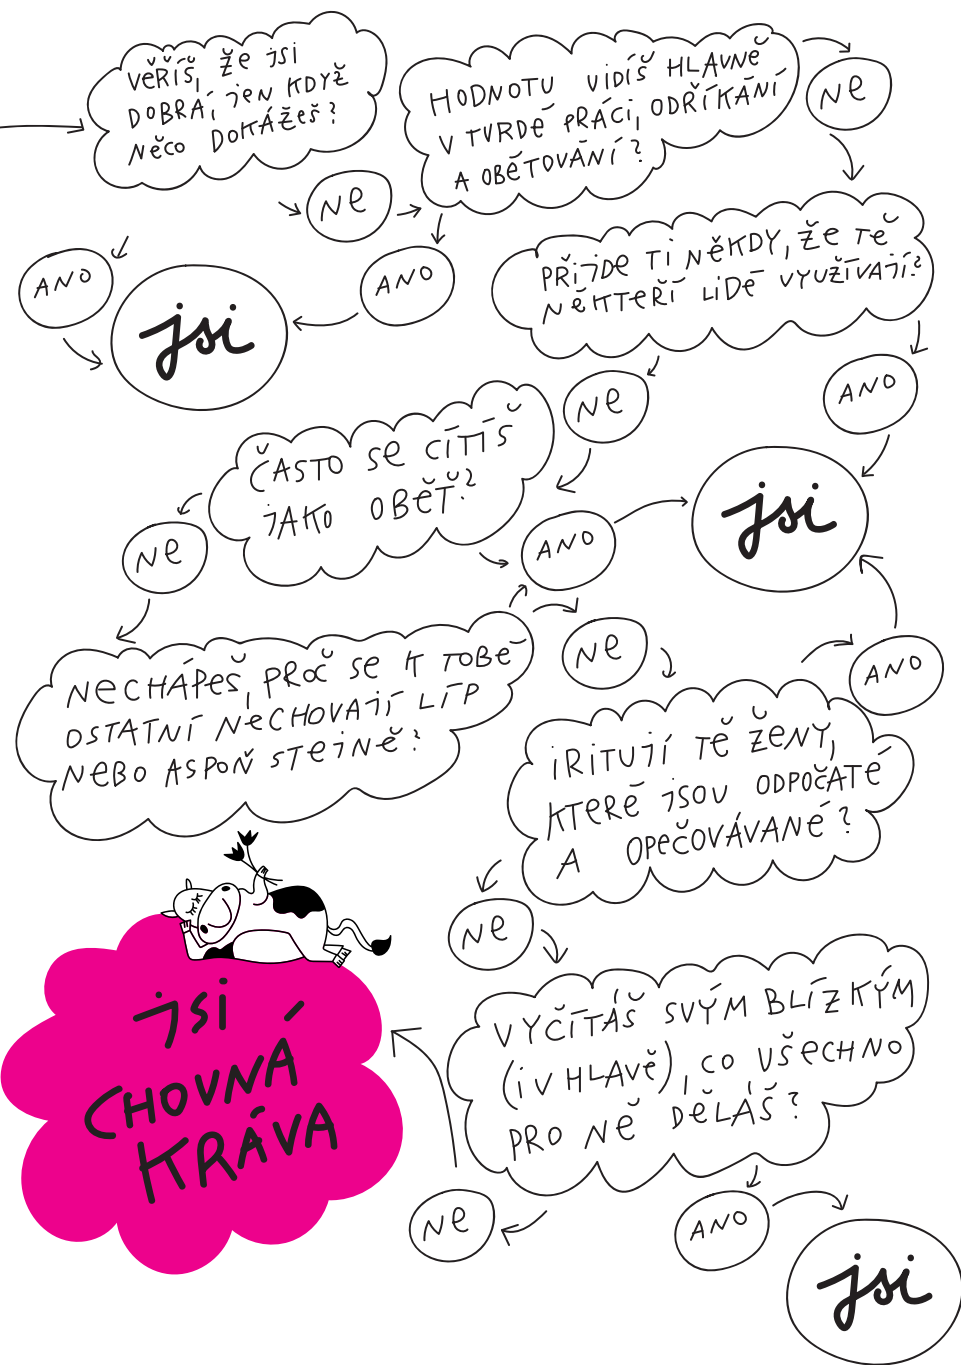 VĚŘÍŠ, ŽE JSI
DOBRÁ, JEN KDYŽ
NĚCO DOKÁŽEŠ?
NE
ANO
jsi
HODNOTU VIDÍŠ HLAVNĚ
V TVRDÉ PRÁCI, ODŘÍKÁNÍ
A OBĚTOVÁNÍ?
NE
ANO
PŘIJDE TI NĚKDY, ŽE TĚ
NĚKTEŘÍ LIDÉ VYUŽÍVAJÍ?
NE
ANO
jsi
ČASTO SE CÍTÍŠ
JAKO OBĚŤ?
NE
ANO
NECHÁPEŠ, PROČ SE K TOBĚ
OSTATNÍ NECHOVAJÍ LÍP
NEBO ASPOŇ STEJNĚ?
NE
ANO
IRITUJÍ TĚ ŽENY,
KTERÉ JSOU ODPOČATÉ
A OPEČOVÁVANÉ?
NE
VYČÍTÁŠ SVÝM BLÍZKÝM
(I V HLAVĚ), CO VŠECHNO
PRO NĚ DĚLÁŠ?
NE
ANO
jsi
JSI
CHOVNÁ
KRÁVA